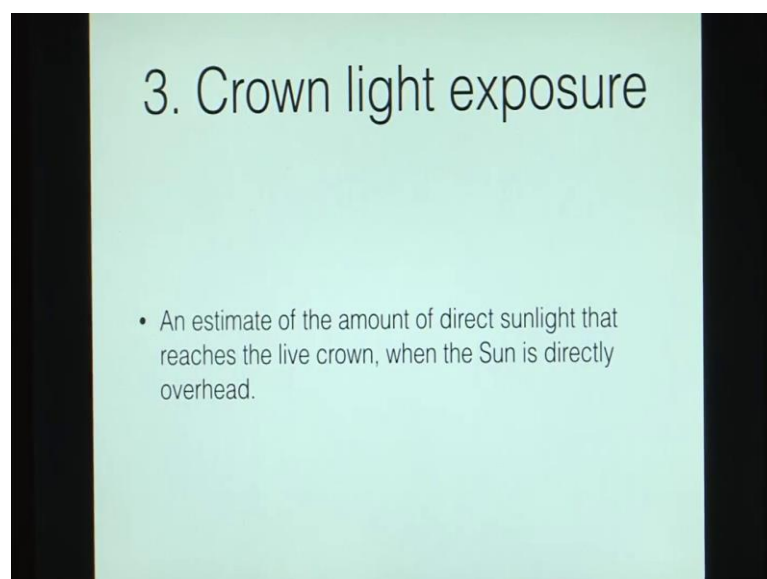 3. Crown light exposure
• An estimate of the amount of direct sunlight that
reaches the live crown, when the Sun is directly
overhead.